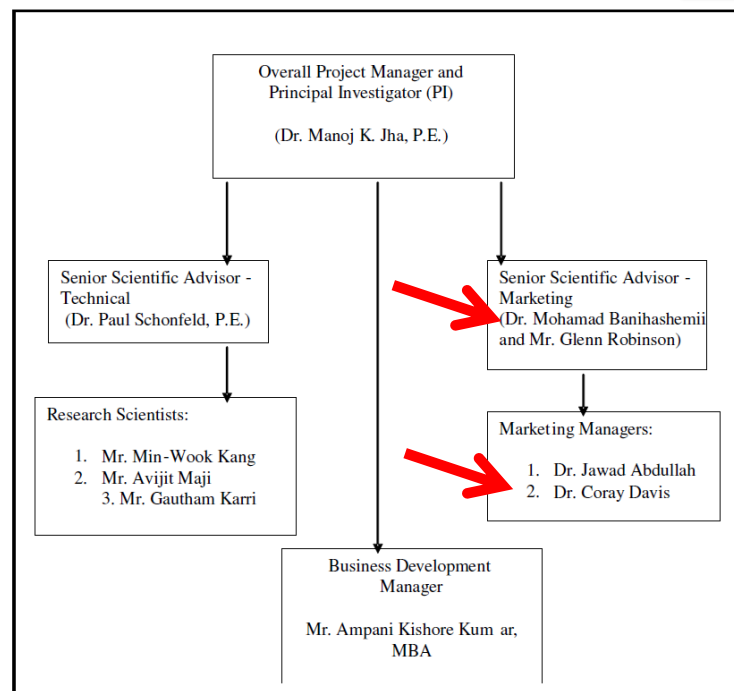 Overall Project Manager and
Principal Investigator (PI)
(Dr. Manoj K. Jha, P.E.)
Senior Scientific Advisor -
Technical
(Dr. Paul Schonfeld, P.E.)
Senior Scientific Advisor -
Marketing
(Dr. Mohamad Banihashemii
and Mr. Glenn Robinson)
Research Scientists:
1. Mr. Min-Wook Kang
2. Mr. Avijit Maji
3. Mr. Gautham Karri
Marketing Managers:
1. Dr. Jawad Abdullah
2. Dr. Coray Davis
Business Development
Manager
Mr. Ampani Kishore Kum ar,
MBA